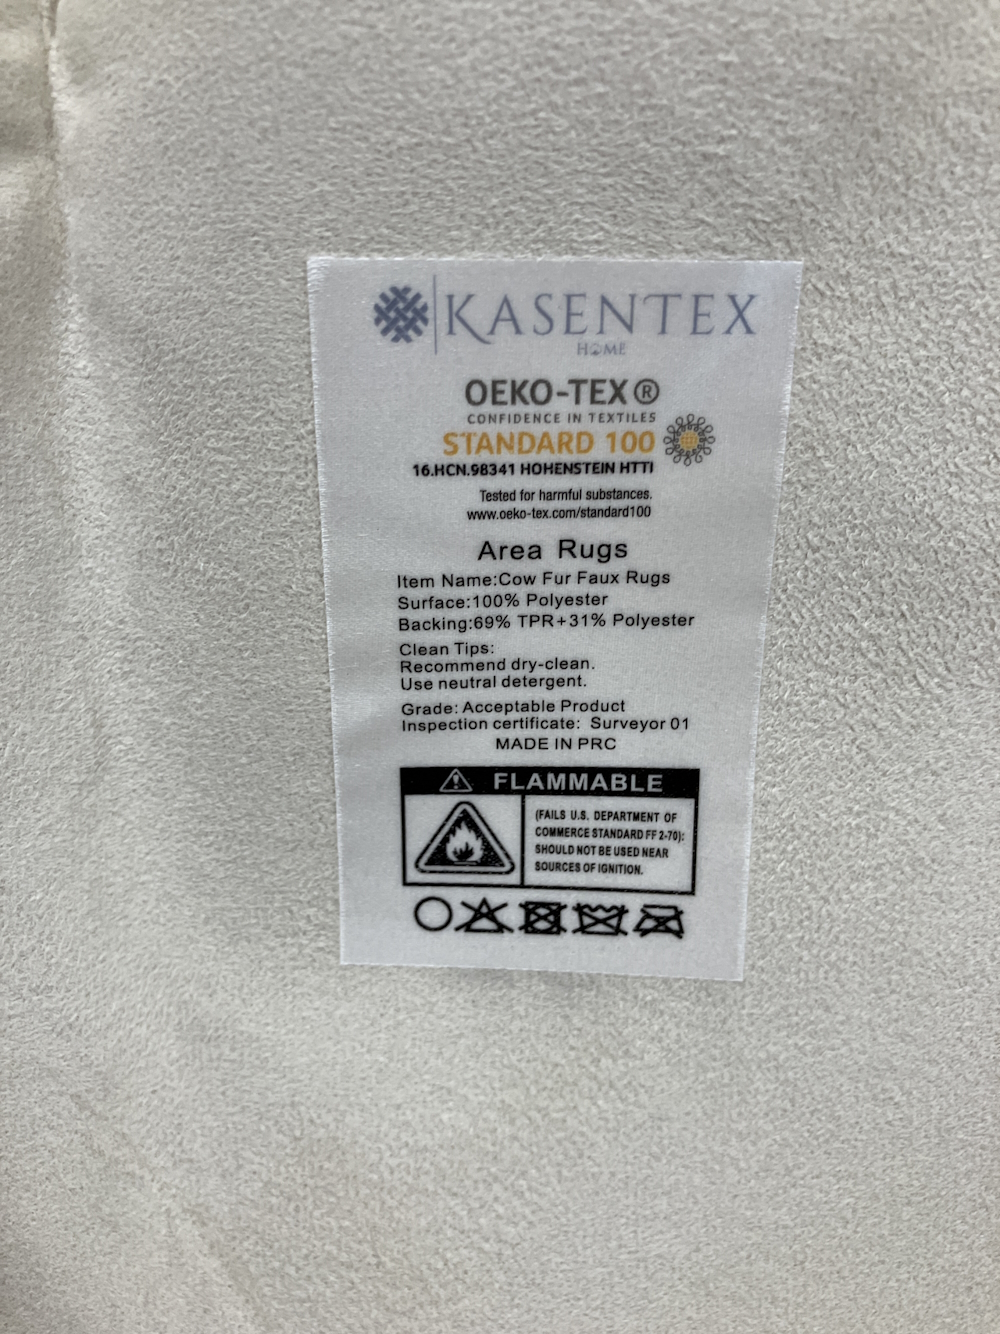 KASENTEX
HOME
OEKO-TEX®
CONFIDENCE IN TEXTILES
STANDARD 100
16.HCN.98341 HOHENSTEIN HTTI
Tested for harmful substances.
www.oeko-tex.com/standard100
Area Rugs
Item Name:Cow Fur Faux Rugs
Surface:100% Polyester
Backing:69% TPR+31% Polyester
Clean Tips:
Recommend dry-clean.
Use neutral detergent.
Grade: Acceptable Product
Inspection certificate: Surveyor 01
MADE IN PRC
FLAMMABLE
(FAILS U.S. DEPARTMENT OF
COMMERCE STANDARD FF 2-70):
SHOULD NOT BE USED NEAR
SOURCES OF IGNITION.